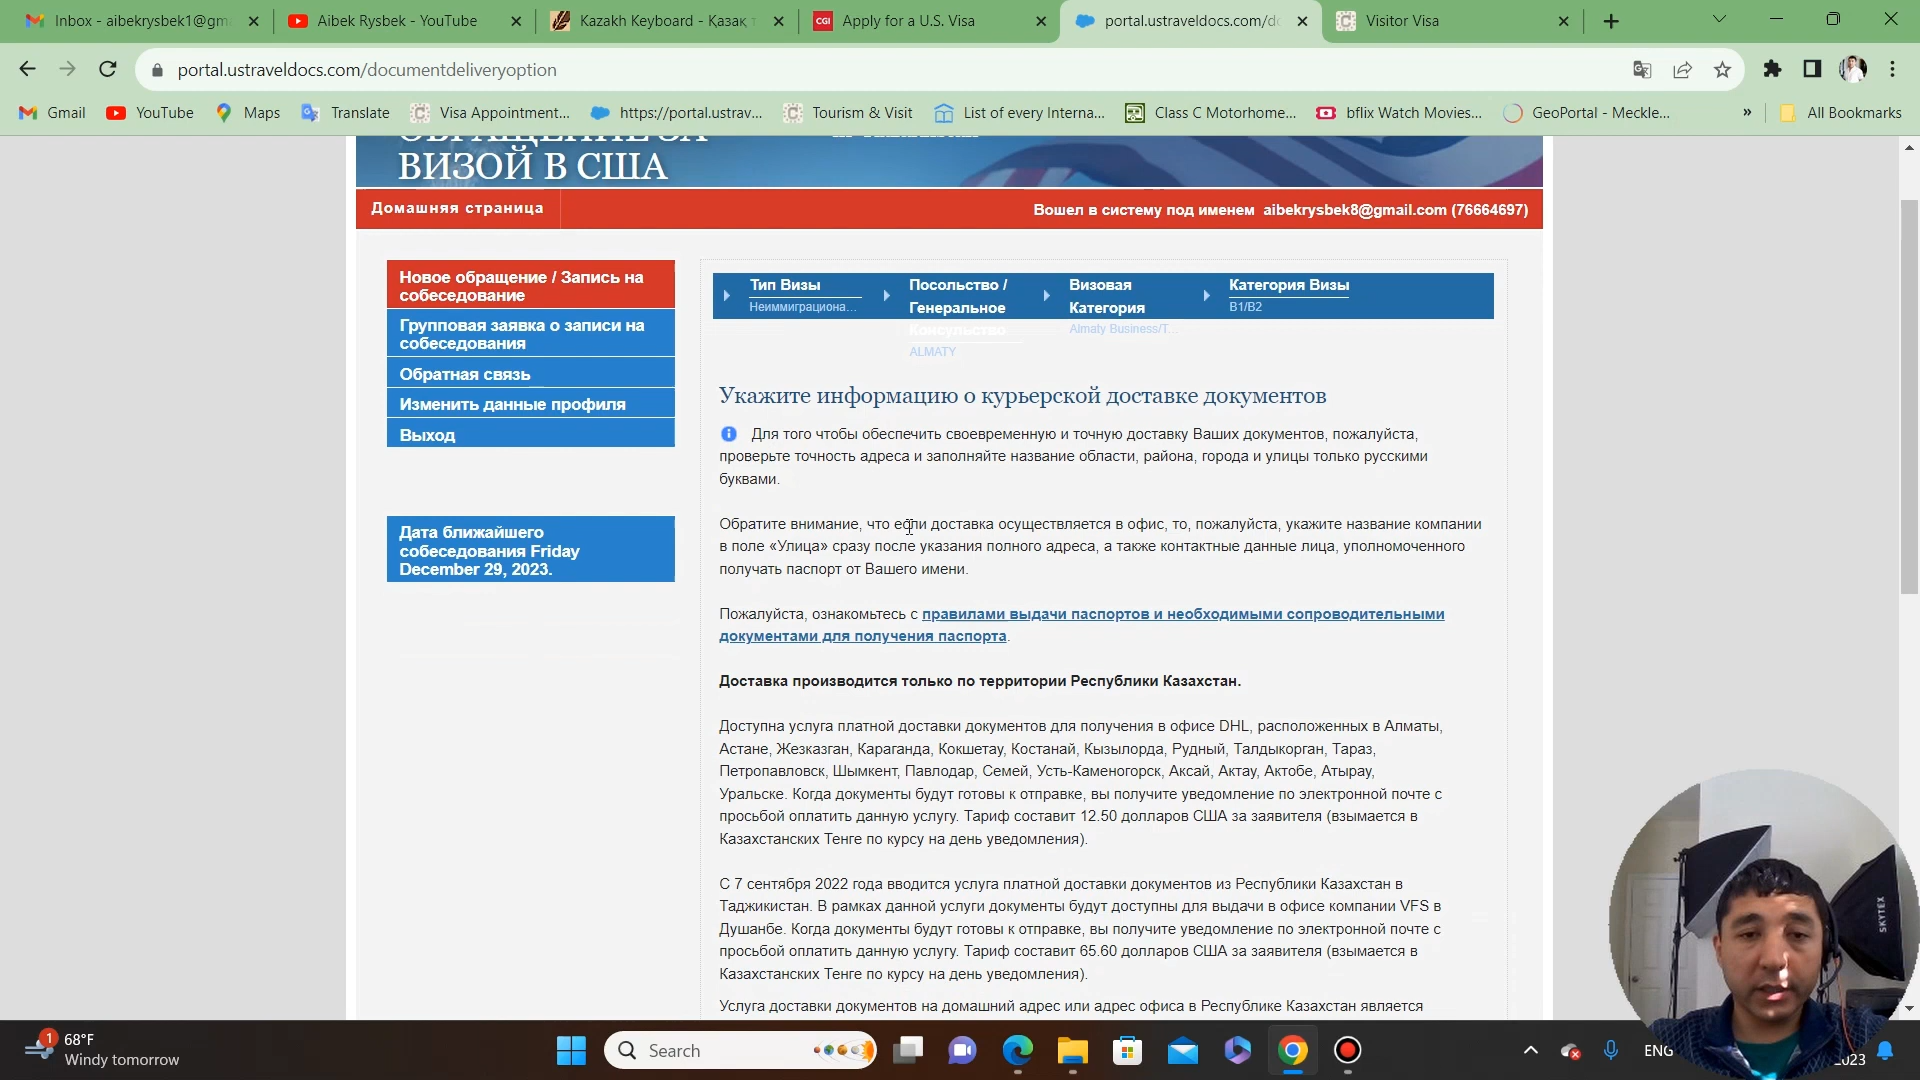 Inbox - aibekrysbek1@gm
Aibek Rysbek - YouTube
Kazakh Keyboard - Қазақ т
CGI
Apply for a U.S. Visa
portal.ustraveldocs.com/do
Visitor Visa
portal.ustraveldocs.com/documentdeliveryoption
Gmail
YouTube
Maps
Translate
Visa Appointment...
https://portal.ustrav...
Tourism & Visit
List of every Interna...
Class C Motorhome...
bflix Watch Movies...
GeoPortal - Meckle...
»
All Bookmarks
ОБРАЩЕНИЕ ЗА
ВИЗОЙ В США
Домашняя страница
Вошел в систему под именем aibekrysbek8@gmail.com (76664697)
Новое обращение / Запись на
собеседование
Групповая заявка о записи на
собеседования
Обратная связь
Изменить данные профиля
Выход
Дата ближайшего
собеседования Friday
December 29, 2023.
Тип Визы
Неиммиграциона...
Посольство /
Генеральное
Консульство
ALMATY
Визовая
Категория
Almaty Business/T...
Категория Визы
B1/B2
Укажите информацию о курьерской доставке документов
Для того чтобы обеспечить своевременную и точную доставку Ваших документов, пожалуйста,
проверьте точность адреса и заполняйте название области, района, города и улицы только русскими
буквами.
Обратите внимание, что если доставка осуществляется в офис, то, пожалуйста, укажите название компании
в поле «Улица» сразу после указания полного адреса, а также контактные данные лица, уполномоченного
получать паспорт от Вашего имени.
Пожалуйста, ознакомьтесь с правилами выдачи паспортов и необходимыми сопроводительными
документами для получения паспорта.
Доставка производится только по территории Республики Казахстан.
Доступна услуга платной доставки документов для получения в офисе DHL, расположенных в Алматы,
Астане, Жезказган, Караганда, Кокшетау, Костанай, Кызылорда, Рудный, Талдыкорган, Тараз,
Петропавловск, Шымкент, Павлодар, Семей, Усть-Каменогорск, Аксай, Актау, Актобе, Атырау,
Уральске. Когда документы будут готовы к отправке, вы получите уведомление по электронной почте с
просьбой оплатить данную услугу. Тариф составит 12.50 долларов США за заявителя (взымается в
Казахстанских Тенге по курсу на день уведомления).
С 7 сентября 2022 года вводится услуга платной доставки документов из Республики Казахстан в
Таджикистан. В рамках данной услуги документы будут доступны для выдачи в офисе компании VFS в
Душанбе. Когда документы будут готовы к отправке, вы получите уведомление по электронной почте с
просьбой оплатить данную услугу. Тариф составит 65.60 долларов США за заявителя (взымается в
Казахстанских Тенге по курсу на день уведомления).
Услуга доставки документов на домашний адрес или адрес офиса в Республике Казахстан является
SKYTEX
1
68°F
Windy tomorrow
Search
ENG
2023